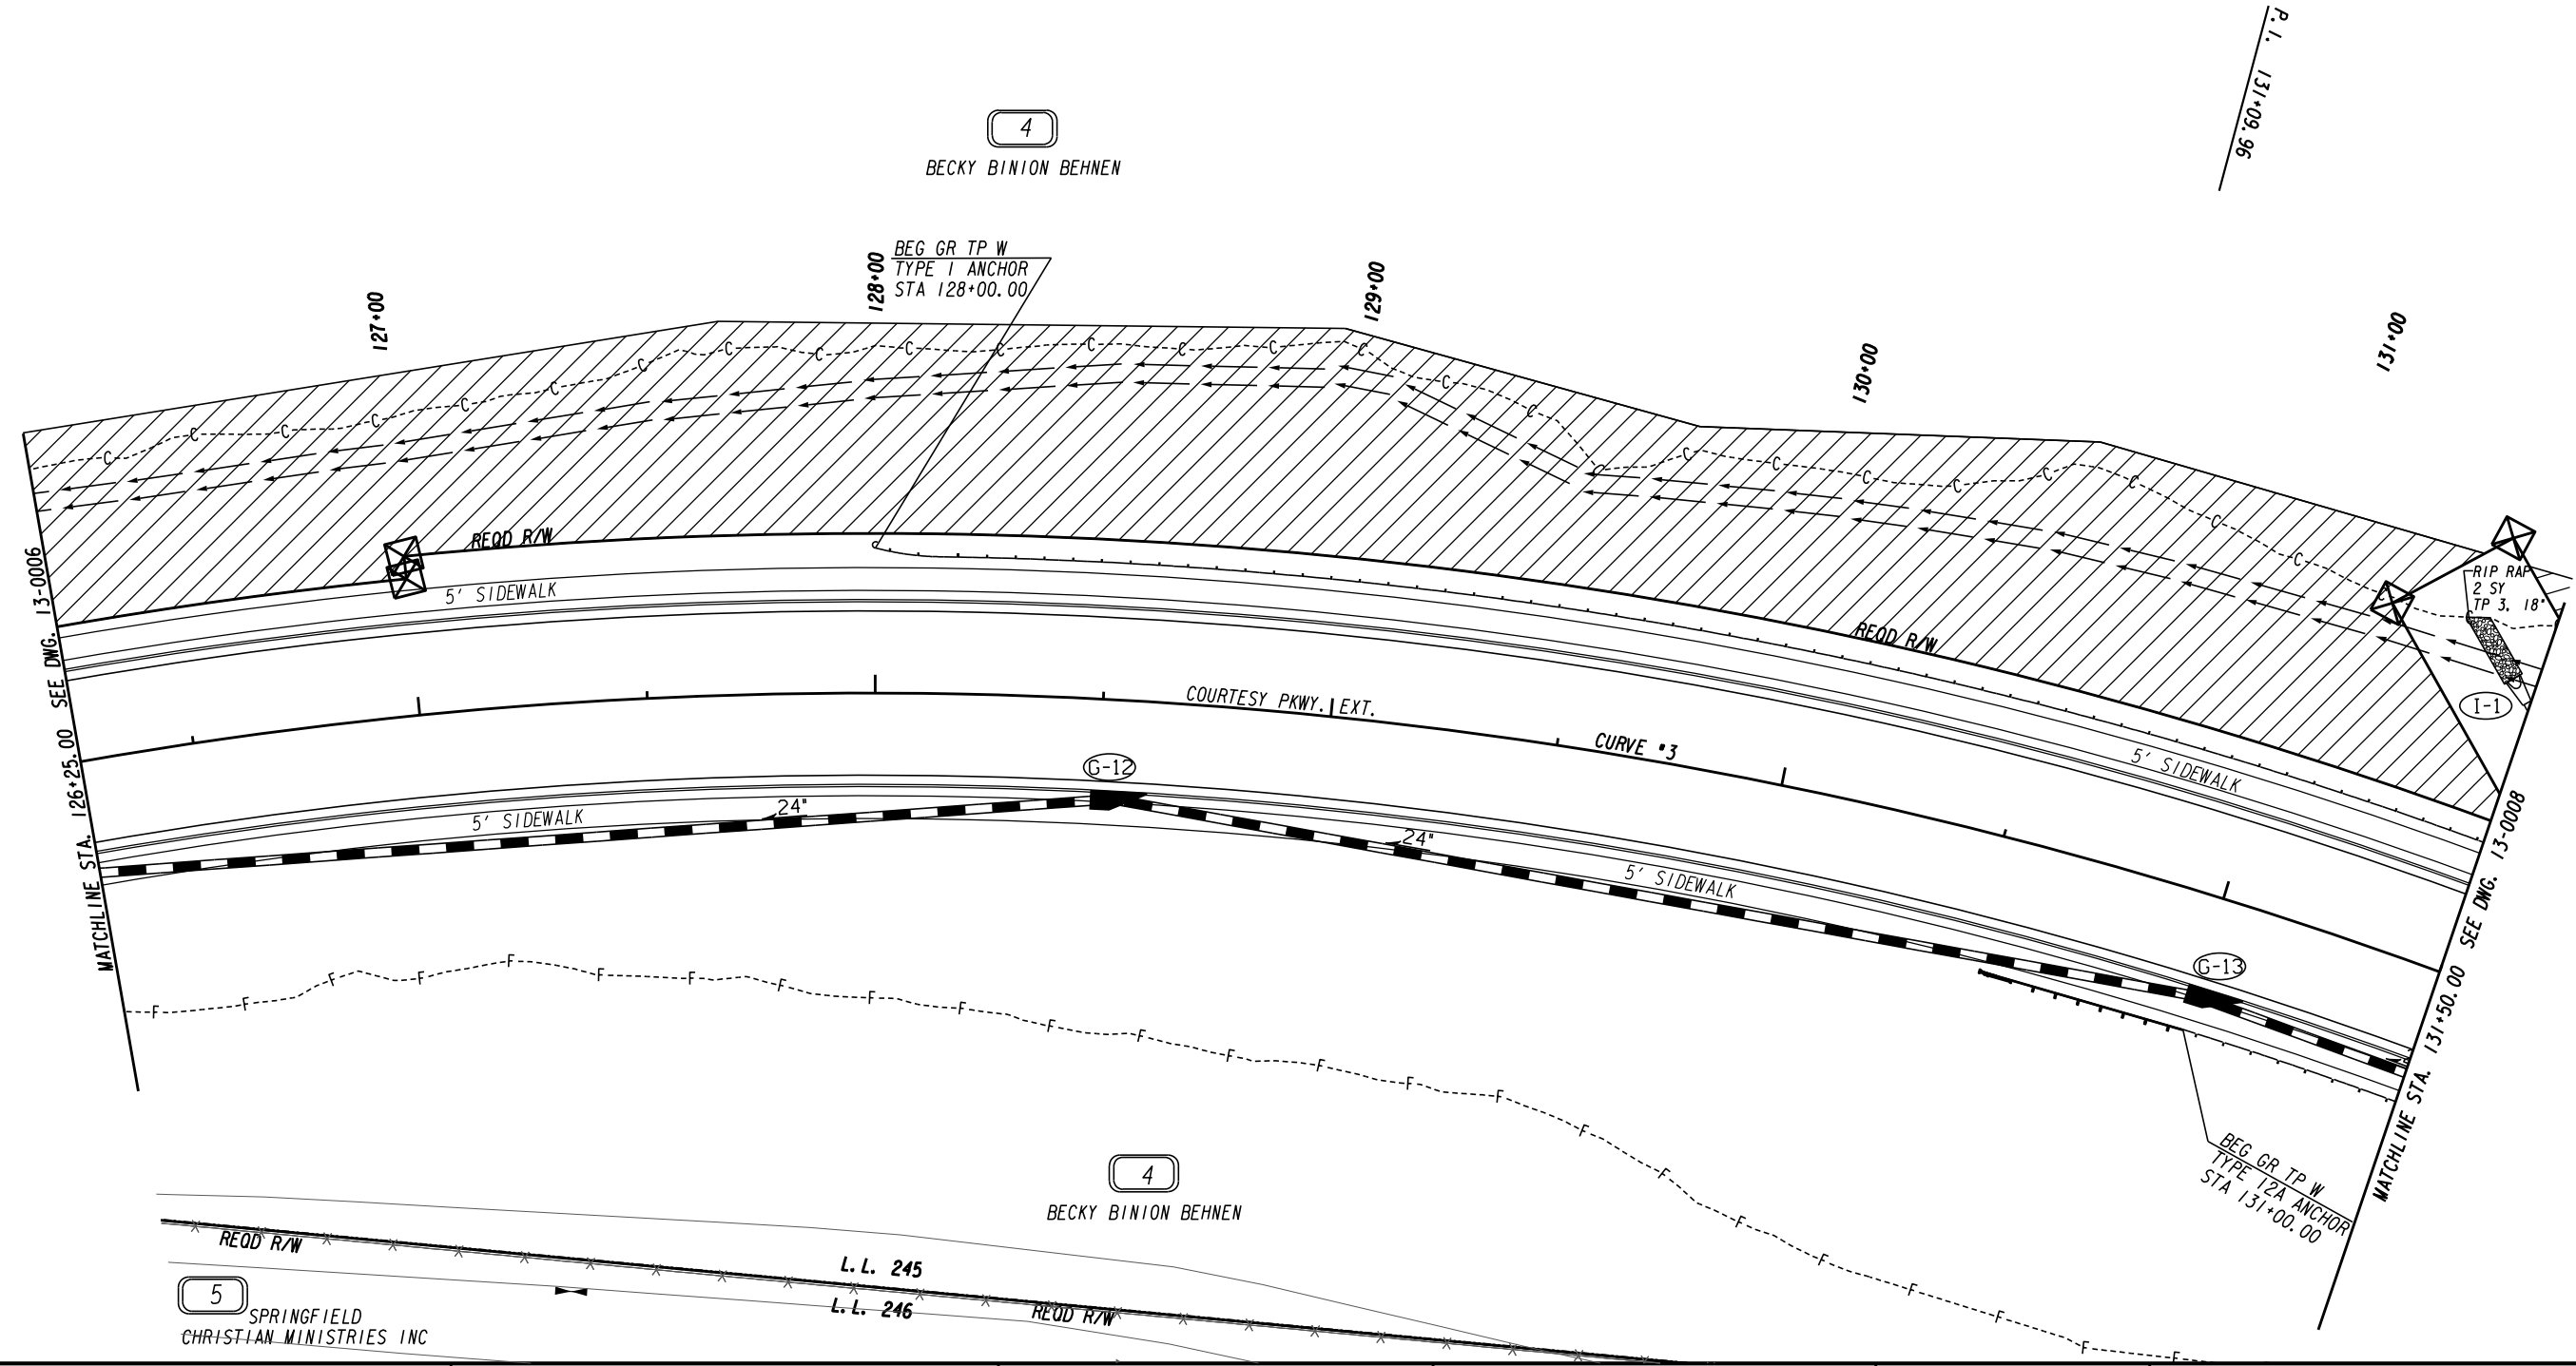 P. I. 131+09.96
4
BECKY BINION BEHNEN
BEG GR TP W
TYPE 1 ANCHOR
STA 128+00.00
127+00
128+00
129+00
130+00
131+00
C C C C C C C C C C C C C C C C C C C C C C C C
REQD R/W
5' SIDEWALK
REQD R/W
RIP RAP
2 SY
TP 3, 18"
I-1
MATCHLINE STA. 126+25.00 SEE DWG. 13-0006
COURTESY PKWY. EXT.
CURVE #3
5' SIDEWALK
G-12
24"
5' SIDEWALK
24"
5' SIDEWALK
G-13
MATCHLINE STA. 131+50.00 SEE DWG. 13-0008
F F F F F F F F F F F F F F F F F F F F F F F F
BEG GR TP W
TYPE 12A ANCHOR
STA 131+00.00
4
BECKY BINION BEHNEN
REQD R/W
L.L. 245
L.L. 246
REQD R/W
5
SPRINGFIELD
CHRISTIAN MINISTRIES INC